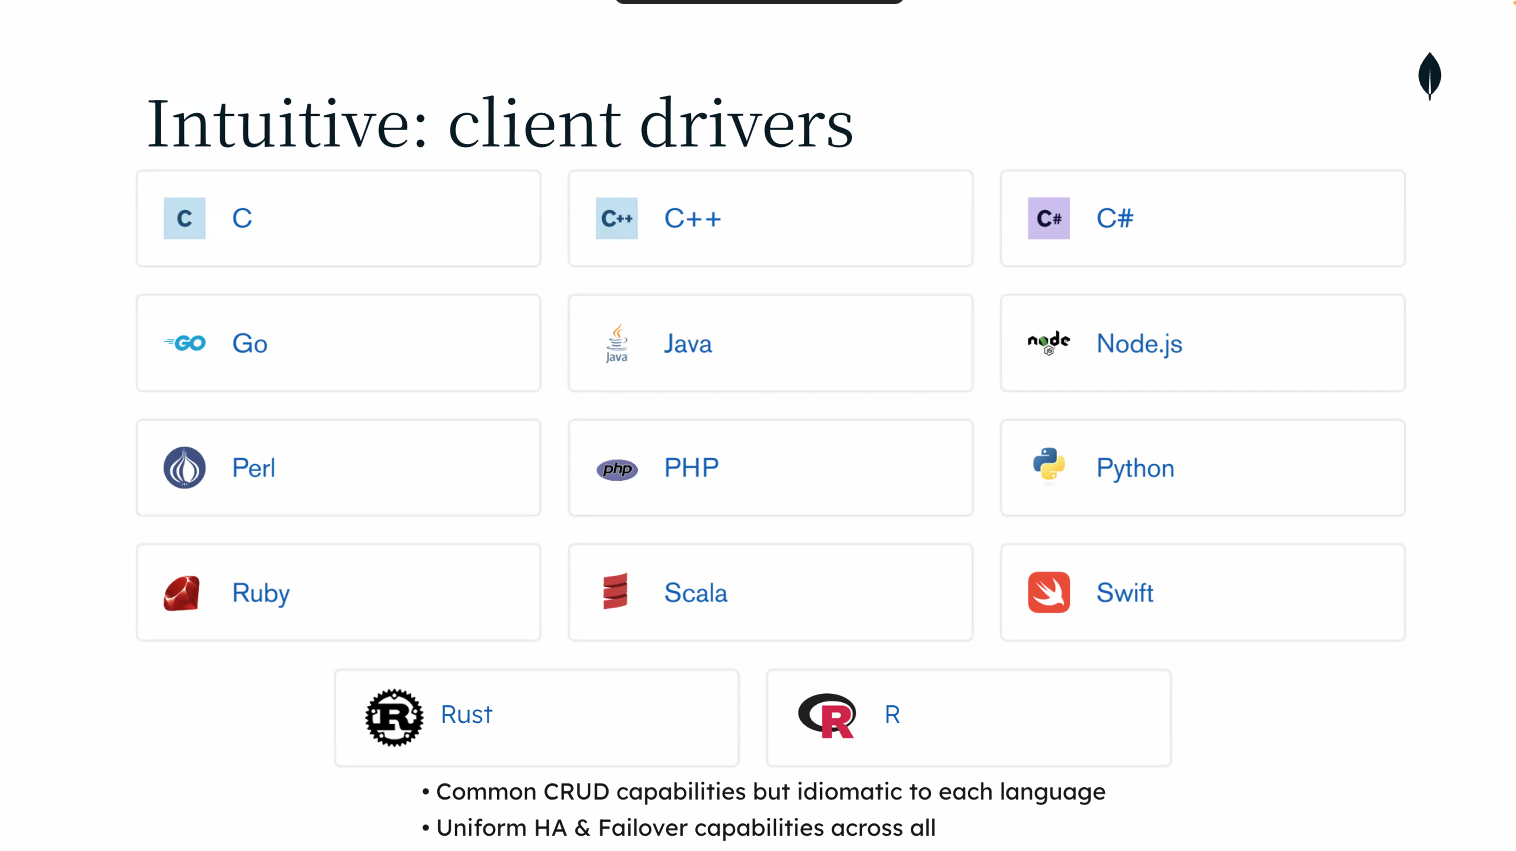 Intuitive: client drivers
C C
C++ C++
C# C#
GO Go
Java Java
node JS Node.js
Perl
php PHP
Python
Ruby
Scala
Swift
R Rust
R R
• Common CRUD capabilities but idiomatic to each language
• Uniform HA & Failover capabilities across all